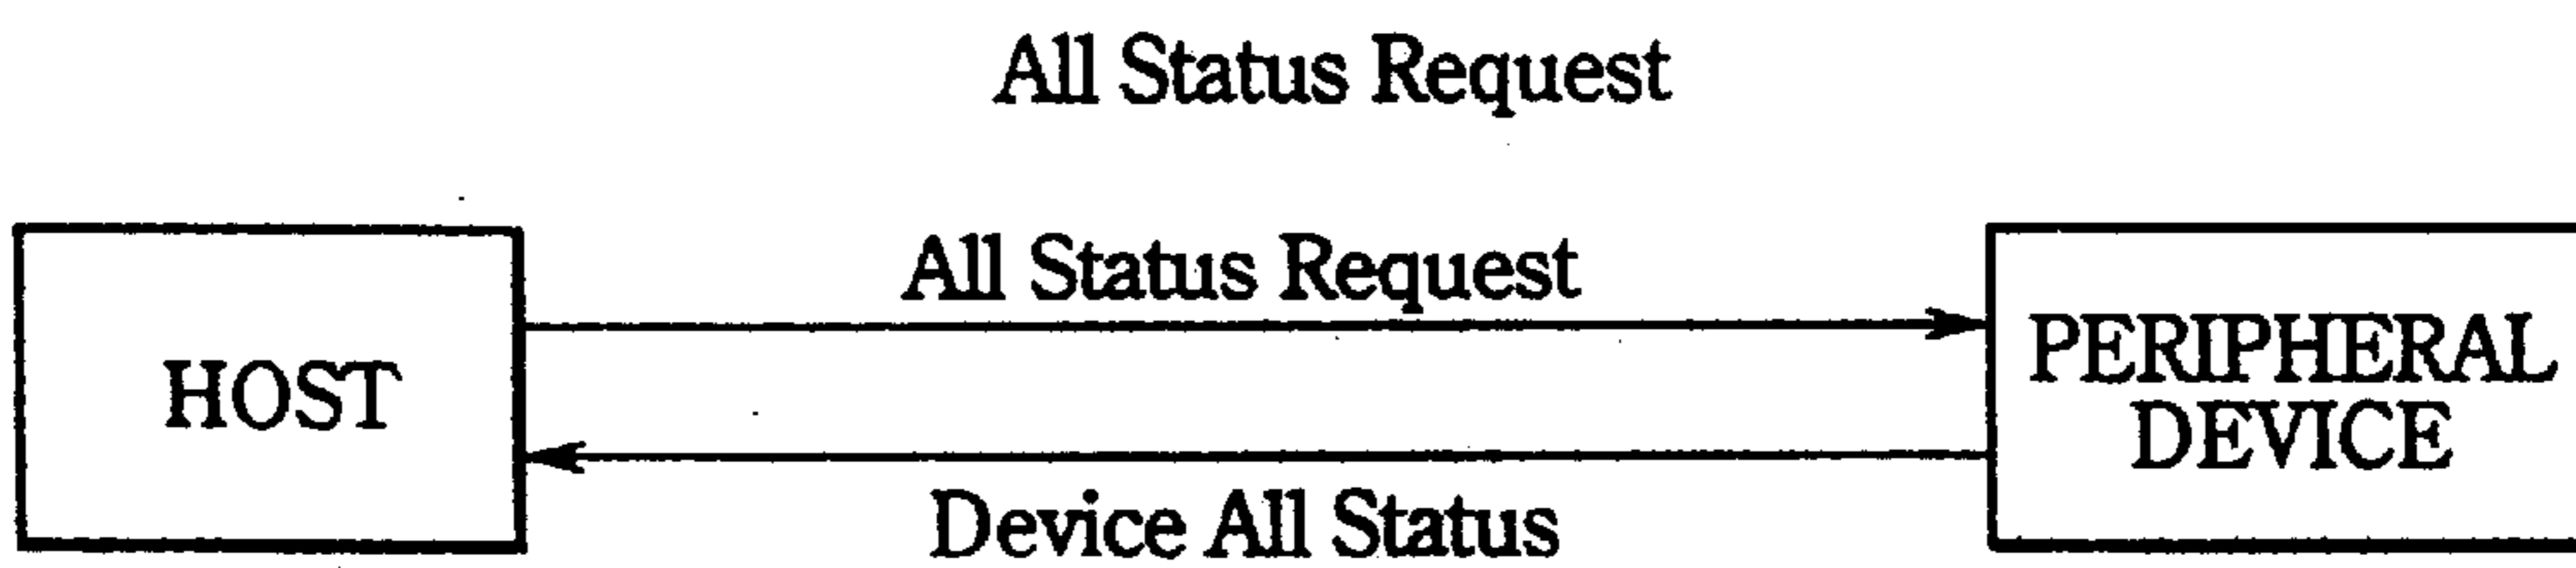 All Status Request
All Status Request
HOST
PERIPHERAL
DEVICE
Device All Status